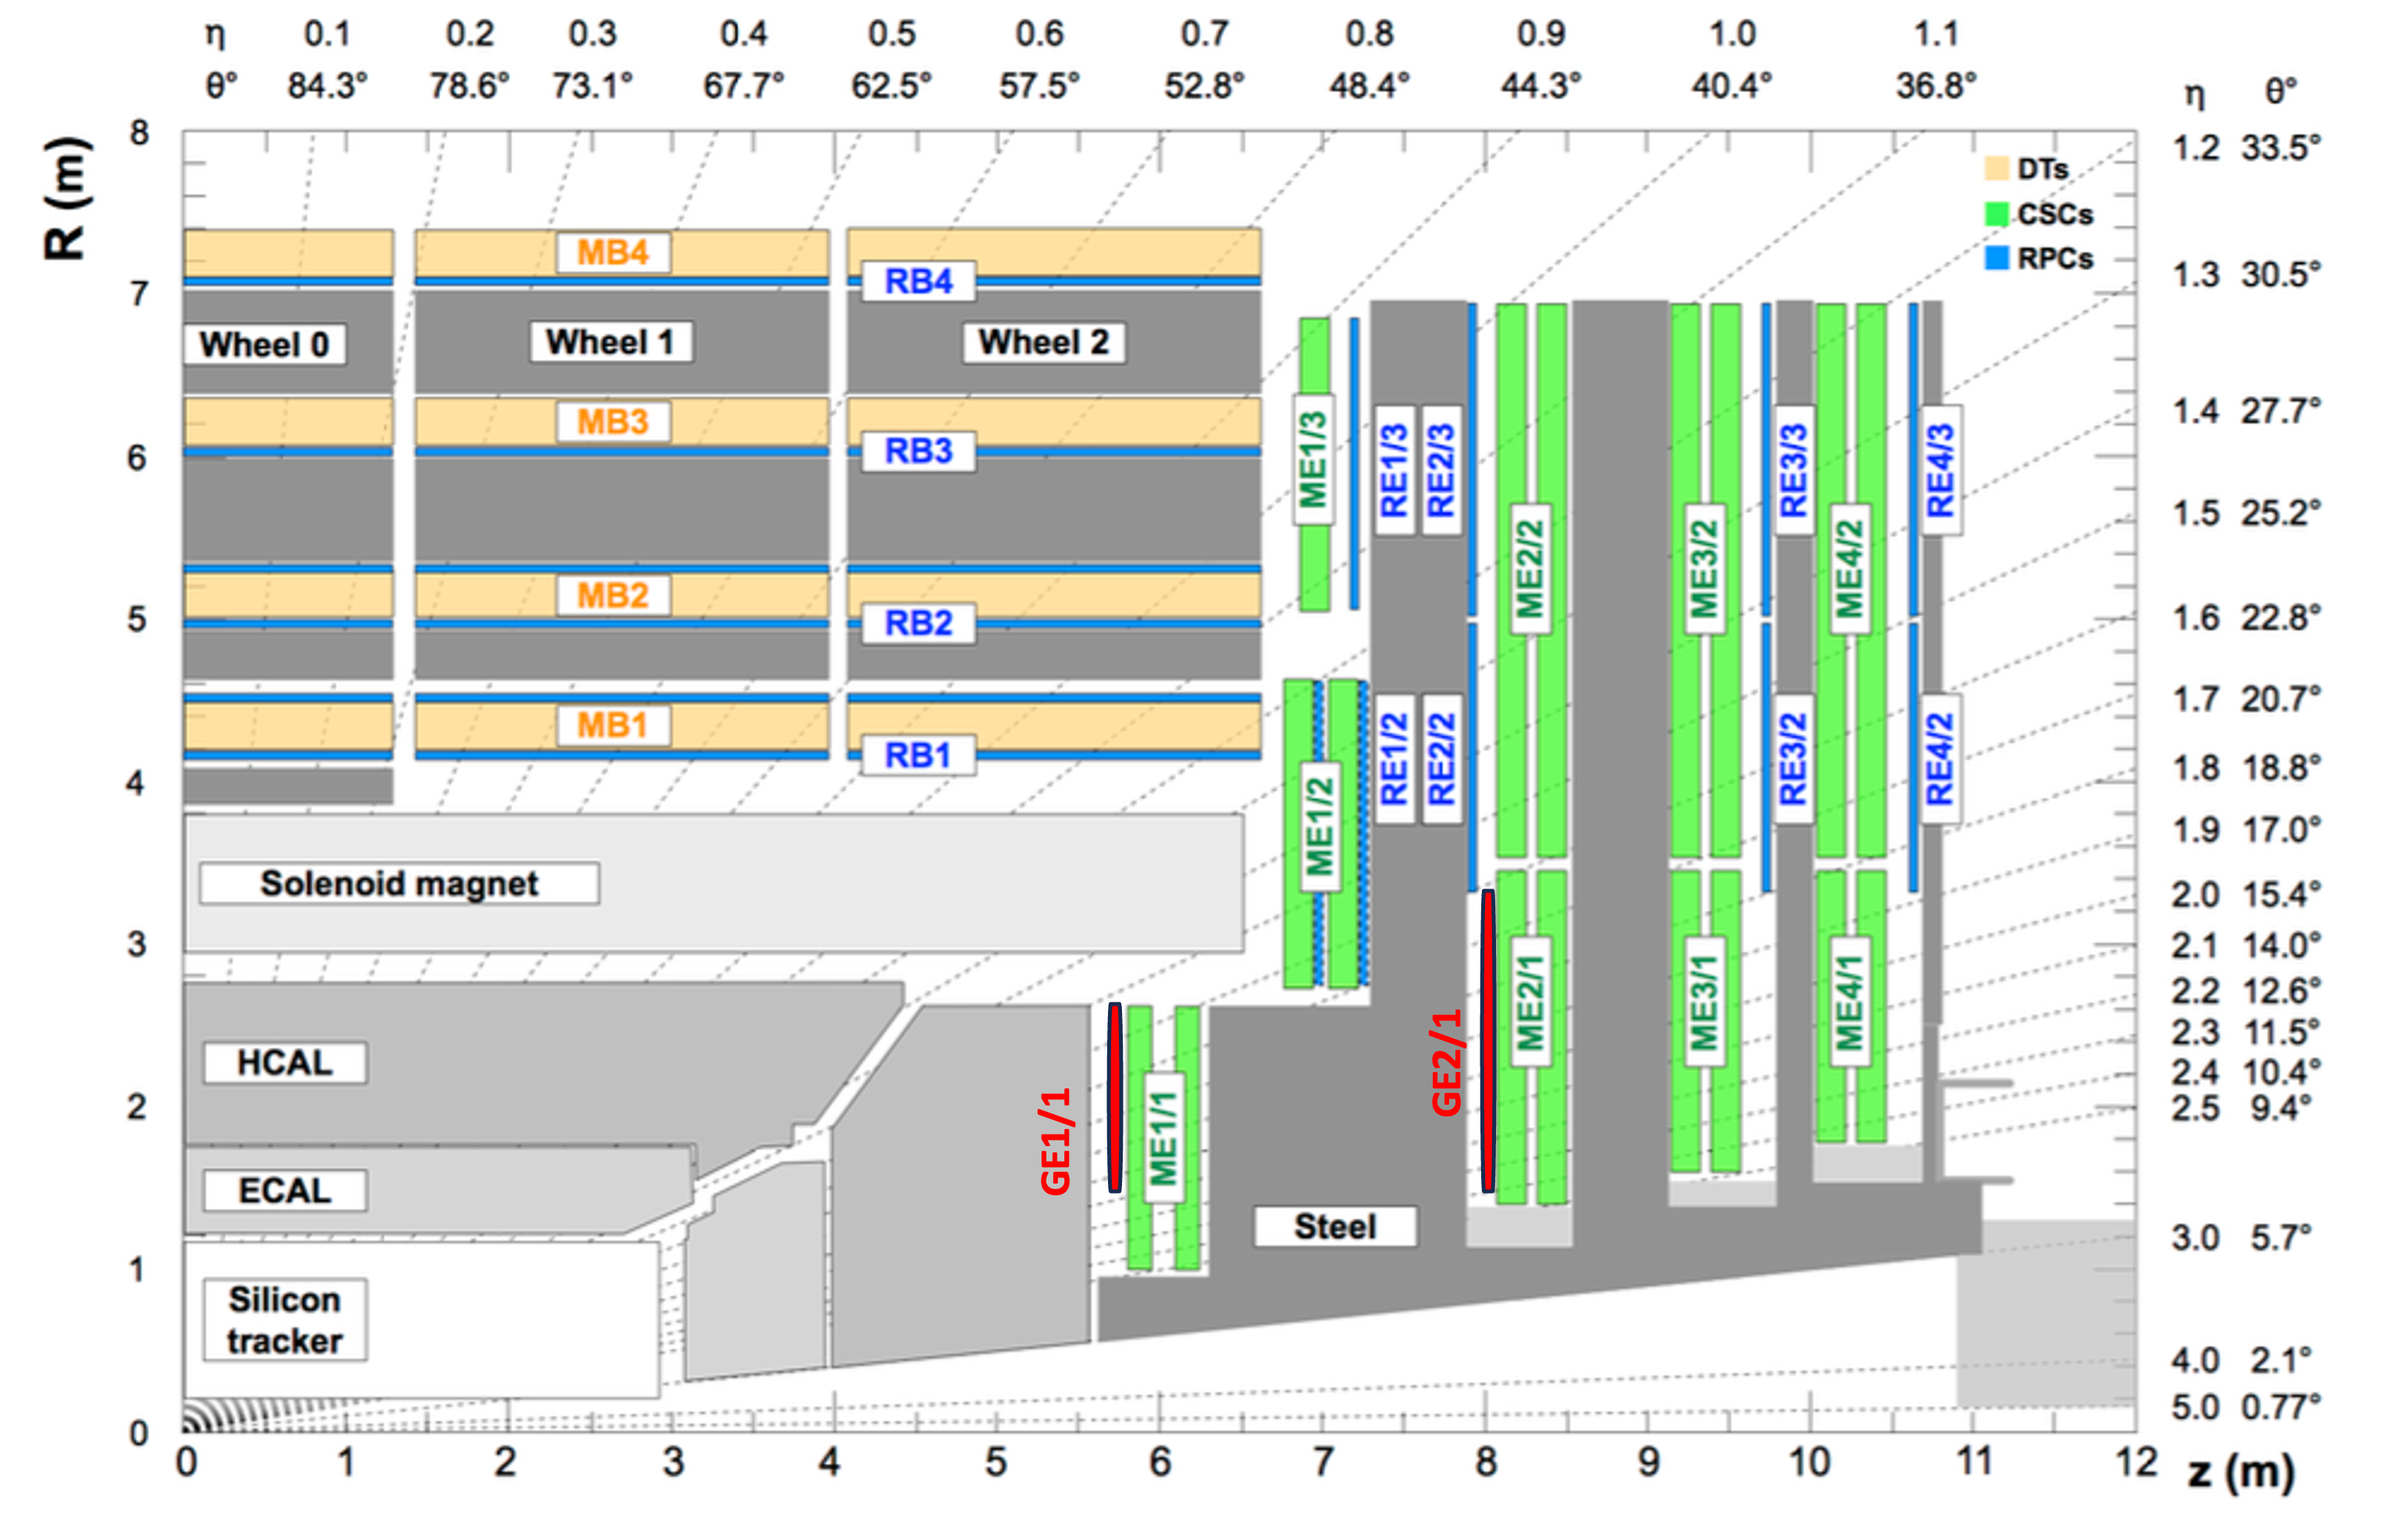 η 0.1 0.2 0.3 0.4 0.5 0.6 0.7 0.8 0.9 1.0 1.1
θ° 84.3° 78.6° 73.1° 67.7° 62.5° 57.5° 52.8° 48.4° 44.3° 40.4° 36.8° η θ°
R (m)
8
7
6
5
4
3
2
1
0
1.2 33.5°
1.3 30.5°
1.4 27.7°
1.5 25.2°
1.6 22.8°
1.7 20.7°
1.8 18.8°
1.9 17.0°
2.0 15.4°
2.1 14.0°
2.2 12.6°
2.3 11.5°
2.4 10.4°
2.5 9.4°
3.0 5.7°
4.0 2.1°
5.0 0.77°
DTs
CSCs
RPCs
MB4
RB4
Wheel 0
Wheel 1
Wheel 2
MB3
RB3
MB2
RB2
MB1
RB1
ME1/3
RE1/3
RE2/3
ME2/2
ME3/2
RE3/3
ME4/2
RE4/3
ME1/2
RE1/2
RE2/2
RE3/2
RE4/2
Solenoid magnet
HCAL
ECAL
Silicon
tracker
GE1/1
ME1/1
GE2/1
ME2/1
ME3/1
ME4/1
Steel
0 1 2 3 4 5 6 7 8 9 10 11 12
z (m)